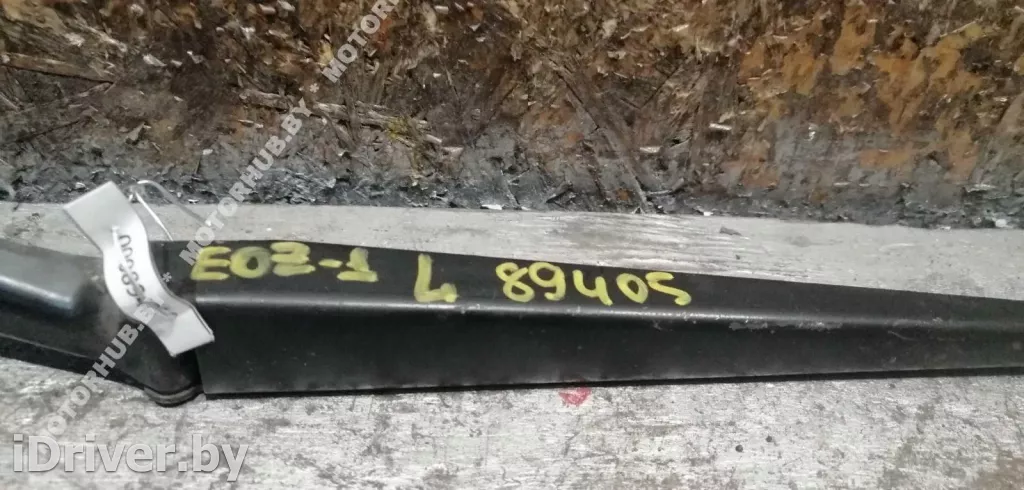 MOTORHUB.BY
MOTORHUB.BY*
E02-1 L 89405
MOTORHUB.BY*
iDriver.by